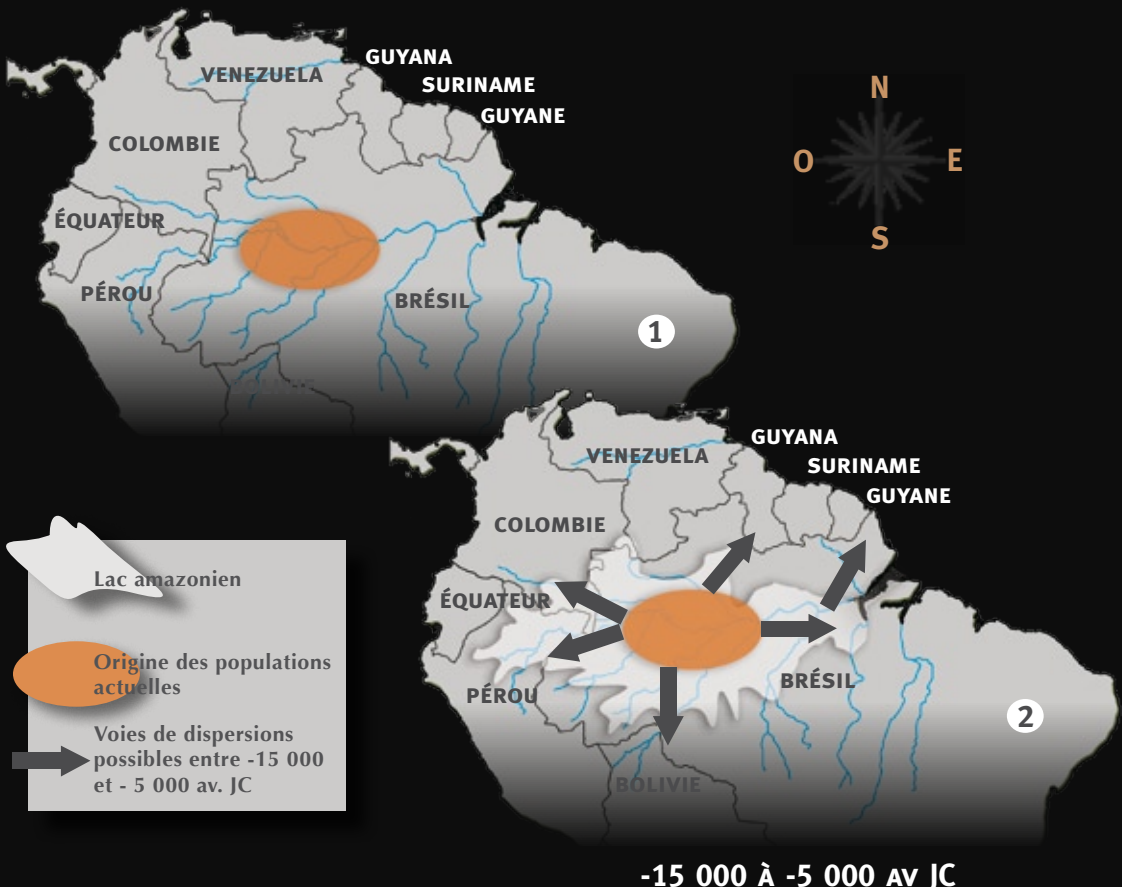 GUYANA
VENEZUELA
SURINAME
GUYANE
COLOMBIE
ÉQUATEUR
PÉROU
BRÉSIL
1
BOLIVIE
N
O
E
S
GUYANA
VENEZUELA
SURINAME
GUYANE
COLOMBIE
ÉQUATEUR
PÉROU
BRÉSIL
2
BOLIVIE
Lac amazonien
Origine des populations
actuelles
Voies de dispersions
possibles entre -15 000
et - 5 000 av. JC
-15 000 À -5 000 AV JC